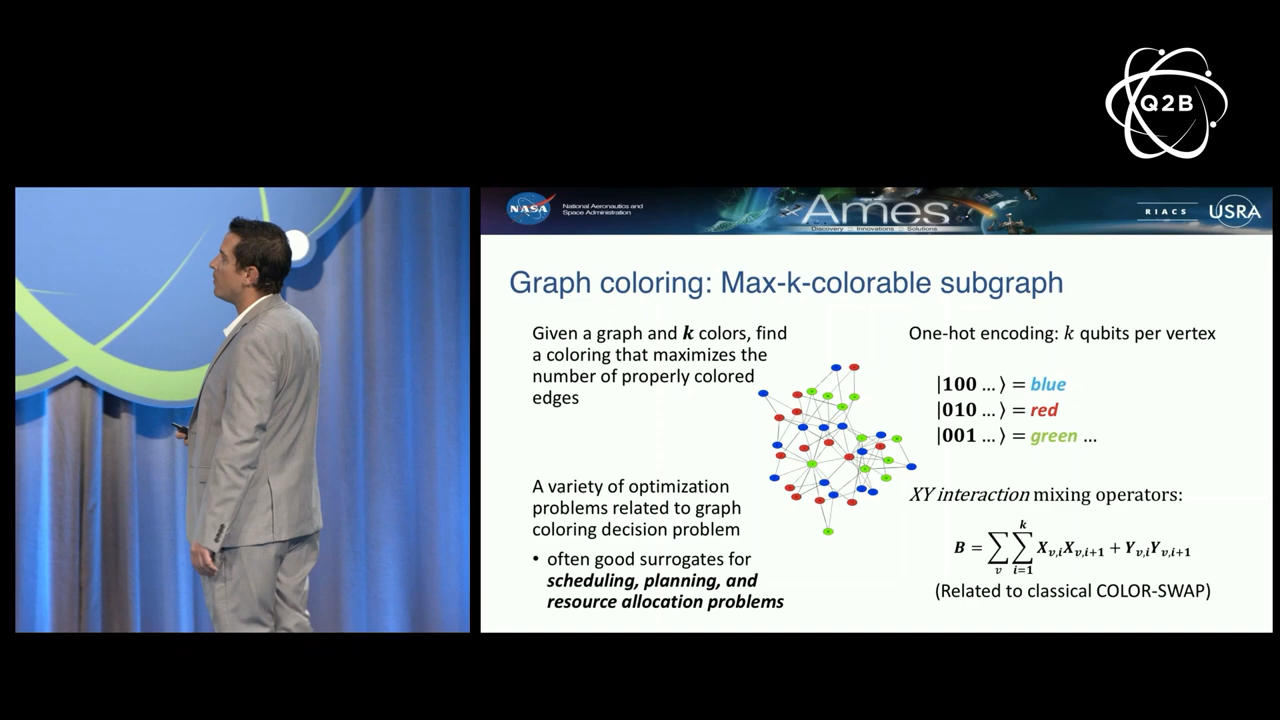 Q2B
NASA
National Aeronautics and
Space Administration
Ames
Discovery Innovations Solutions
RIACS
USRA
Graph coloring: Max-k-colorable subgraph
Given a graph and k colors, find
a coloring that maximizes the
number of properly colored
edges
A variety of optimization
problems related to graph
coloring decision problem
• often good surrogates for
scheduling, planning, and
resource allocation problems
One-hot encoding: k qubits per vertex
|100 … ⟩ = blue
|010 … ⟩ = red
|001 … ⟩ = green …
XY interaction mixing operators:
B = ∑_v ∑_{i=1}^{k} X_{v,i}X_{v,i+1} + Y_{v,i}Y_{v,i+1}
(Related to classical COLOR-SWAP)